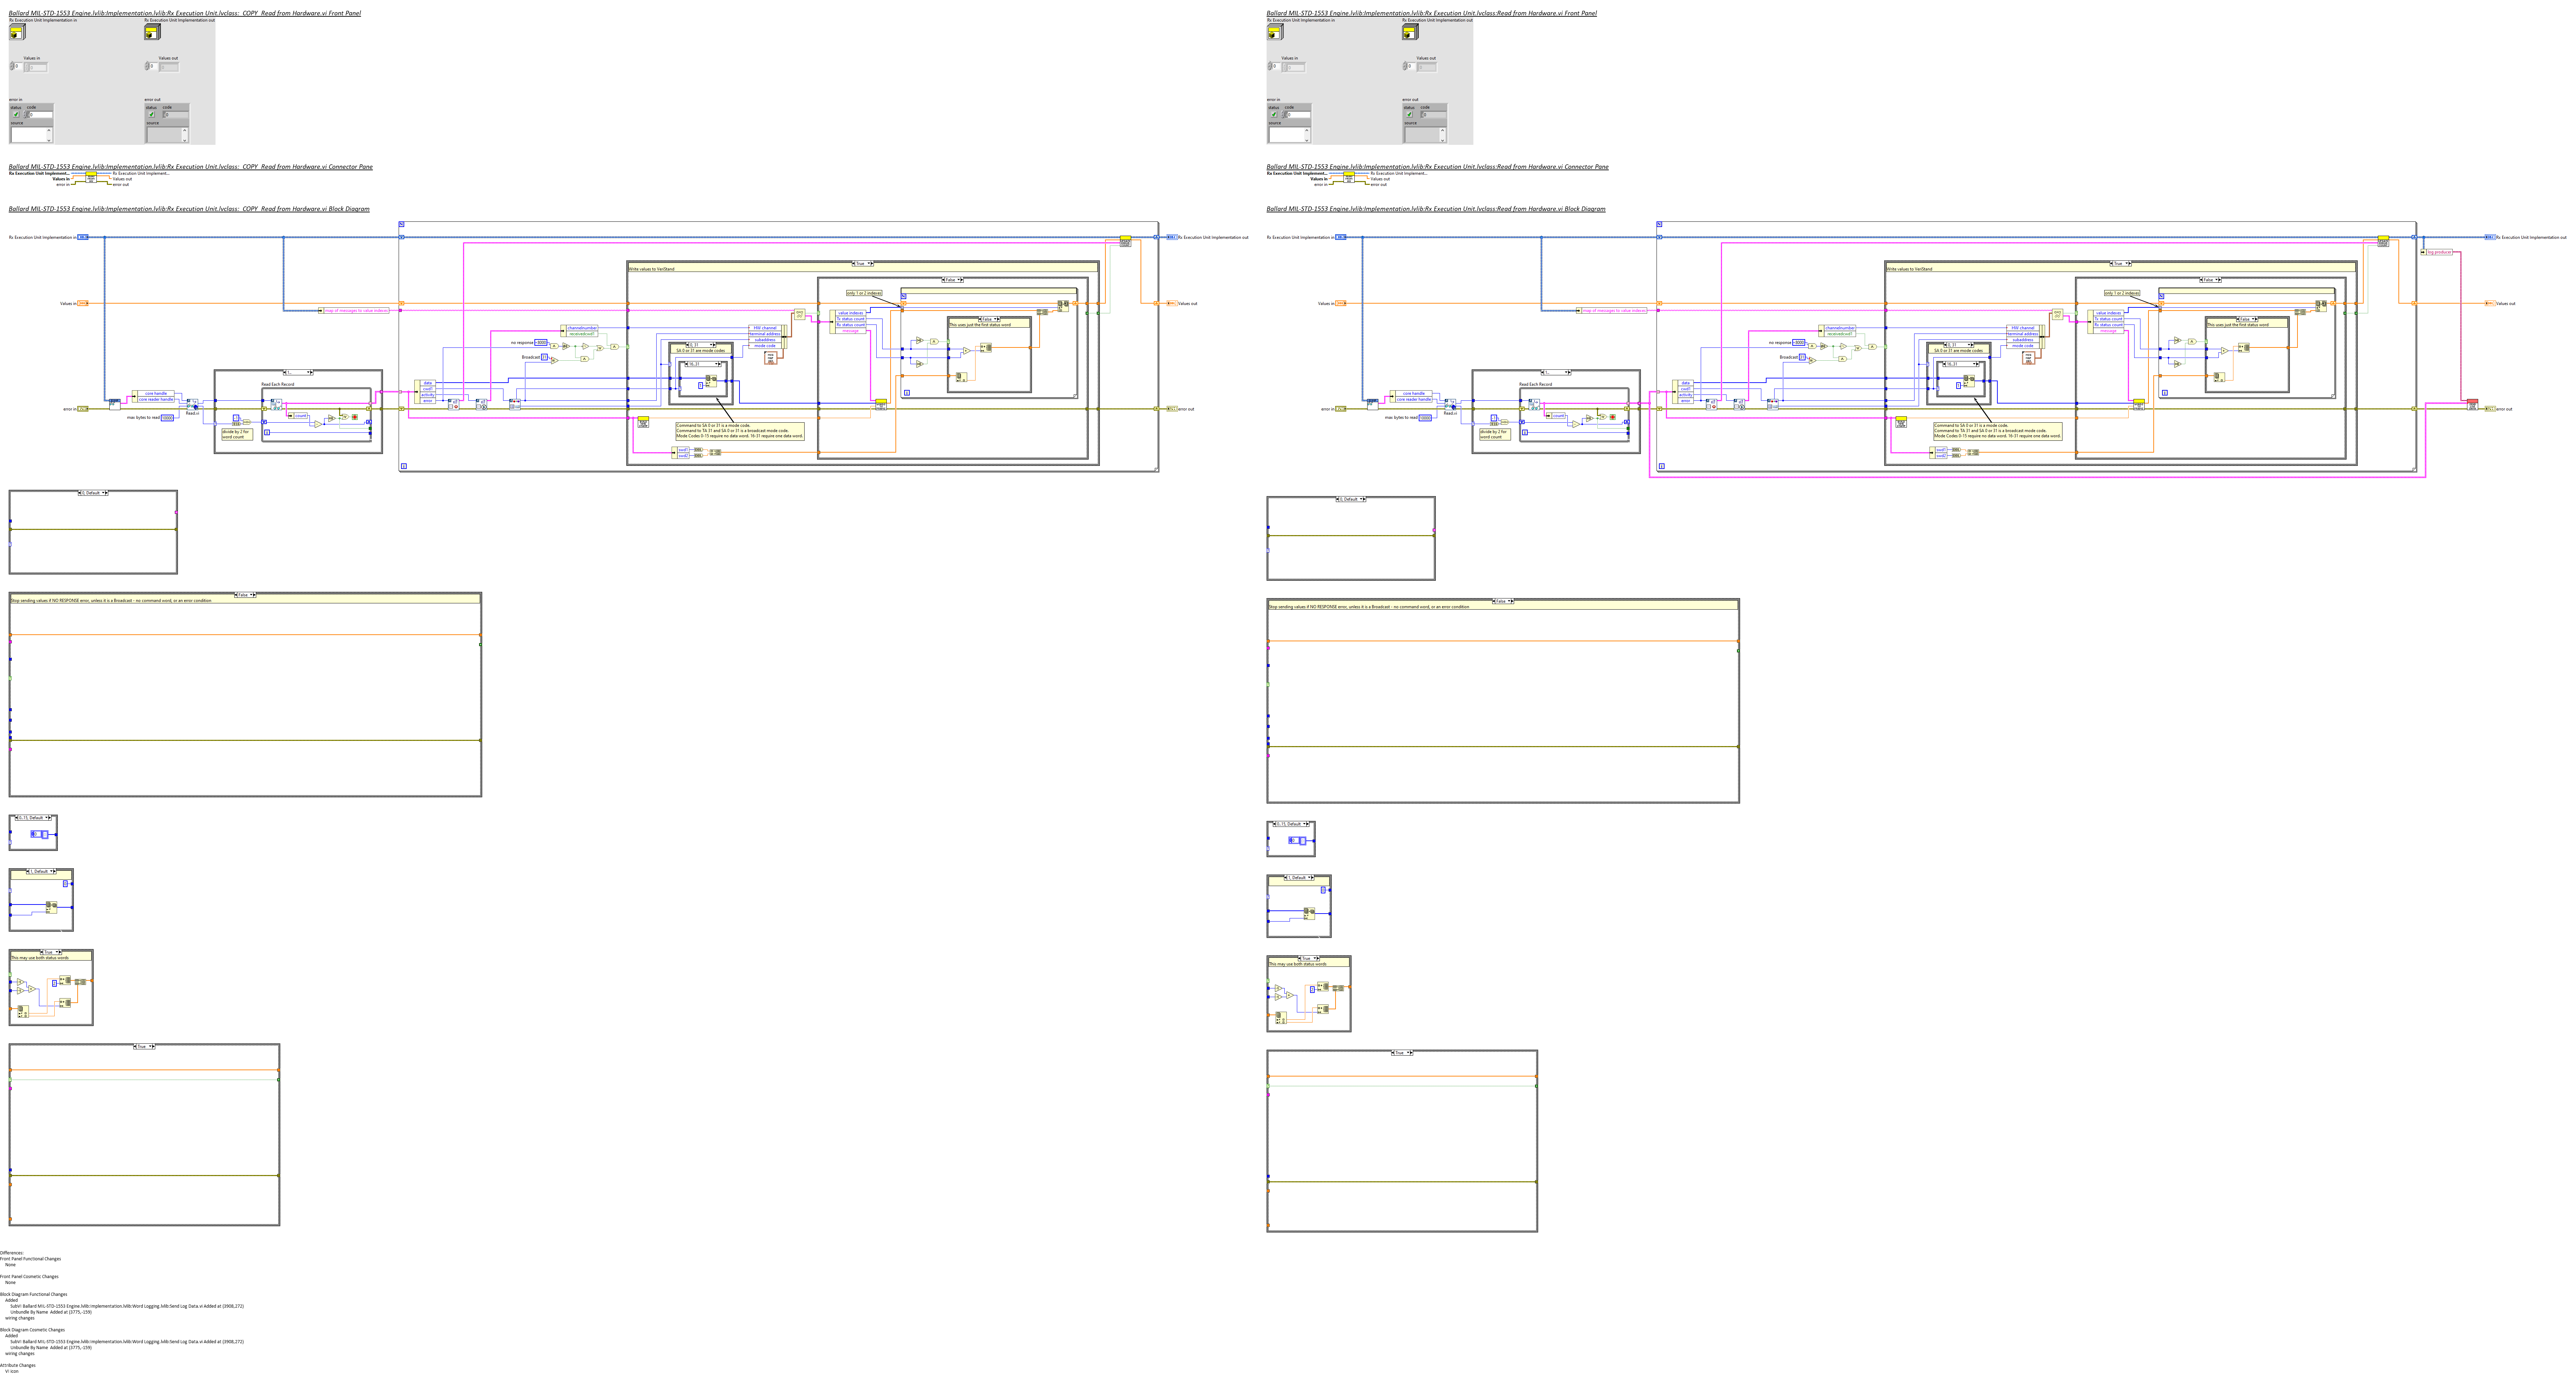 Ballard MIL-STD-1553 Engine.lvlib:Implementation.lvlib:Rx Execution Unit.lvclass:_COPY_Read from Hardware.vi Front Panel
Rx Execution Unit Implementation in
Rx Execution Unit Implementation out
Values in
Values out
error in
error out
status code
status code
source
source
Ballard MIL-STD-1553 Engine.lvlib:Implementation.lvlib:Rx Execution Unit.lvclass:_COPY_Read from Hardware.vi Connector Pane
Rx Execution Unit Implement...
Rx Execution Unit Implement...
Values in
Values out
error in
error out
Ballard MIL-STD-1553 Engine.lvlib:Implementation.lvlib:Rx Execution Unit.lvclass:_COPY_Read from Hardware.vi Block Diagram
Rx Execution Unit Implementation in
Rx Execution Unit Implementation out
True
Write values to VeriStand
False
only 1 or 2 indexes
Values in
Values out
map of messages to value indexes
value indexes
Tx status count
Rx status count
message
False
This uses just the first status word
channelnumber
HW channel
terminal address
subaddress
mode code
no response
Broadcast
31
0, 31
SA 0 or 31 are mode codes
16..31
1..
Read Each Record
data
cwd1
activity
error
core handle
core reader handle
error in
error out
max bytes to read
Read.vi
count
divide by 2 for
word count
Command to SA 0 or 31 is a mode code.
Command to TA 31 and SA 0 or 31 is a broadcast mode code.
Mode Codes 0-15 require no data word. 16-31 require one data word.
swd1
swd2
0, Default
False
Stop sending values if NO RESPONSE error, unless it is a Broadcast - no command word, or an error condition
0..15, Default
1, Default
True
This may use both status words
True
Differences:
Front Panel Functional Changes
None
Front Panel Cosmetic Changes
None
Block Diagram Functional Changes
Added
SubVI Ballard MIL-STD-1553 Engine.lvlib:Implementation.lvlib:Word Logging.lvlib:Send Log Data.vi Added at (3908,272)
Unbundle By Name Added at (3775,-159)
wiring changes
Block Diagram Cosmetic Changes
Added
SubVI Ballard MIL-STD-1553 Engine.lvlib:Implementation.lvlib:Word Logging.lvlib:Send Log Data.vi Added at (3908,272)
Unbundle By Name Added at (3775,-159)
wiring changes
Attribute Changes
VI icon
Ballard MIL-STD-1553 Engine.lvlib:Implementation.lvlib:Rx Execution Unit.lvclass:Read from Hardware.vi Front Panel
Rx Execution Unit Implementation in
Rx Execution Unit Implementation out
Values in
Values out
error in
error out
status code
status code
source
source
Ballard MIL-STD-1553 Engine.lvlib:Implementation.lvlib:Rx Execution Unit.lvclass:Read from Hardware.vi Connector Pane
Rx Execution Unit Implement...
Rx Execution Unit Implement...
Values in
Values out
error in
error out
Ballard MIL-STD-1553 Engine.lvlib:Implementation.lvlib:Rx Execution Unit.lvclass:Read from Hardware.vi Block Diagram
Rx Execution Unit Implementation in
Rx Execution Unit Implementation out
log producer
True
Write values to VeriStand
False
only 1 or 2 indexes
Values in
Values out
map of messages to value indexes
value indexes
Tx status count
Rx status count
message
False
This uses just the first status word
channelnumber
HW channel
terminal address
subaddress
mode code
no response
Broadcast
31
0, 31
SA 0 or 31 are mode codes
16..31
1..
Read Each Record
data
cwd1
activity
error
core handle
core reader handle
error in
error out
max bytes to read
Read.vi
count
divide by 2 for
word count
Command to SA 0 or 31 is a mode code.
Command to TA 31 and SA 0 or 31 is a broadcast mode code.
Mode Codes 0-15 require no data word. 16-31 require one data word.
swd1
swd2
0, Default
False
Stop sending values if NO RESPONSE error, unless it is a Broadcast - no command word, or an error condition
0..15, Default
1, Default
True
This may use both status words
True